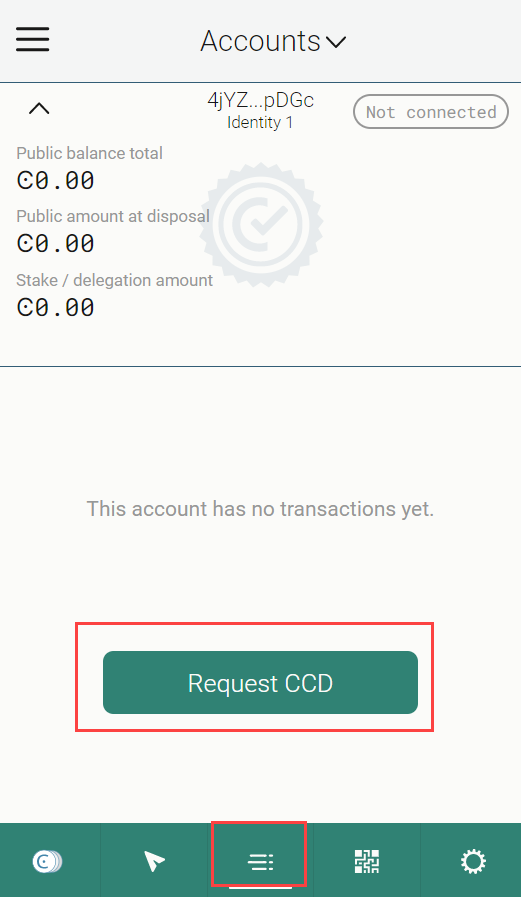 Accounts
4jYZ...pDGc
Identity 1
Not connected
Public balance total
Ͼ0.00
Public amount at disposal
Ͼ0.00
Stake / delegation amount
Ͼ0.00
This account has no transactions yet.
Request CCD